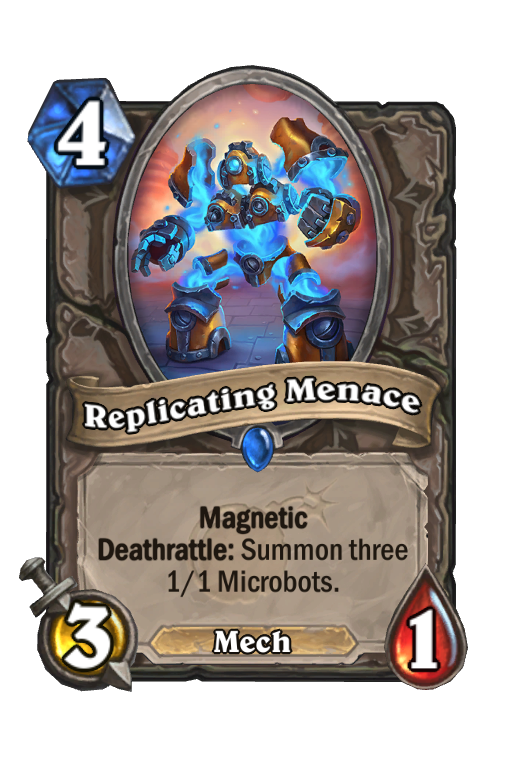 4
Replicating Menace
Magnetic
Deathrattle: Summon three
1/1 Microbots.
3
Mech
1